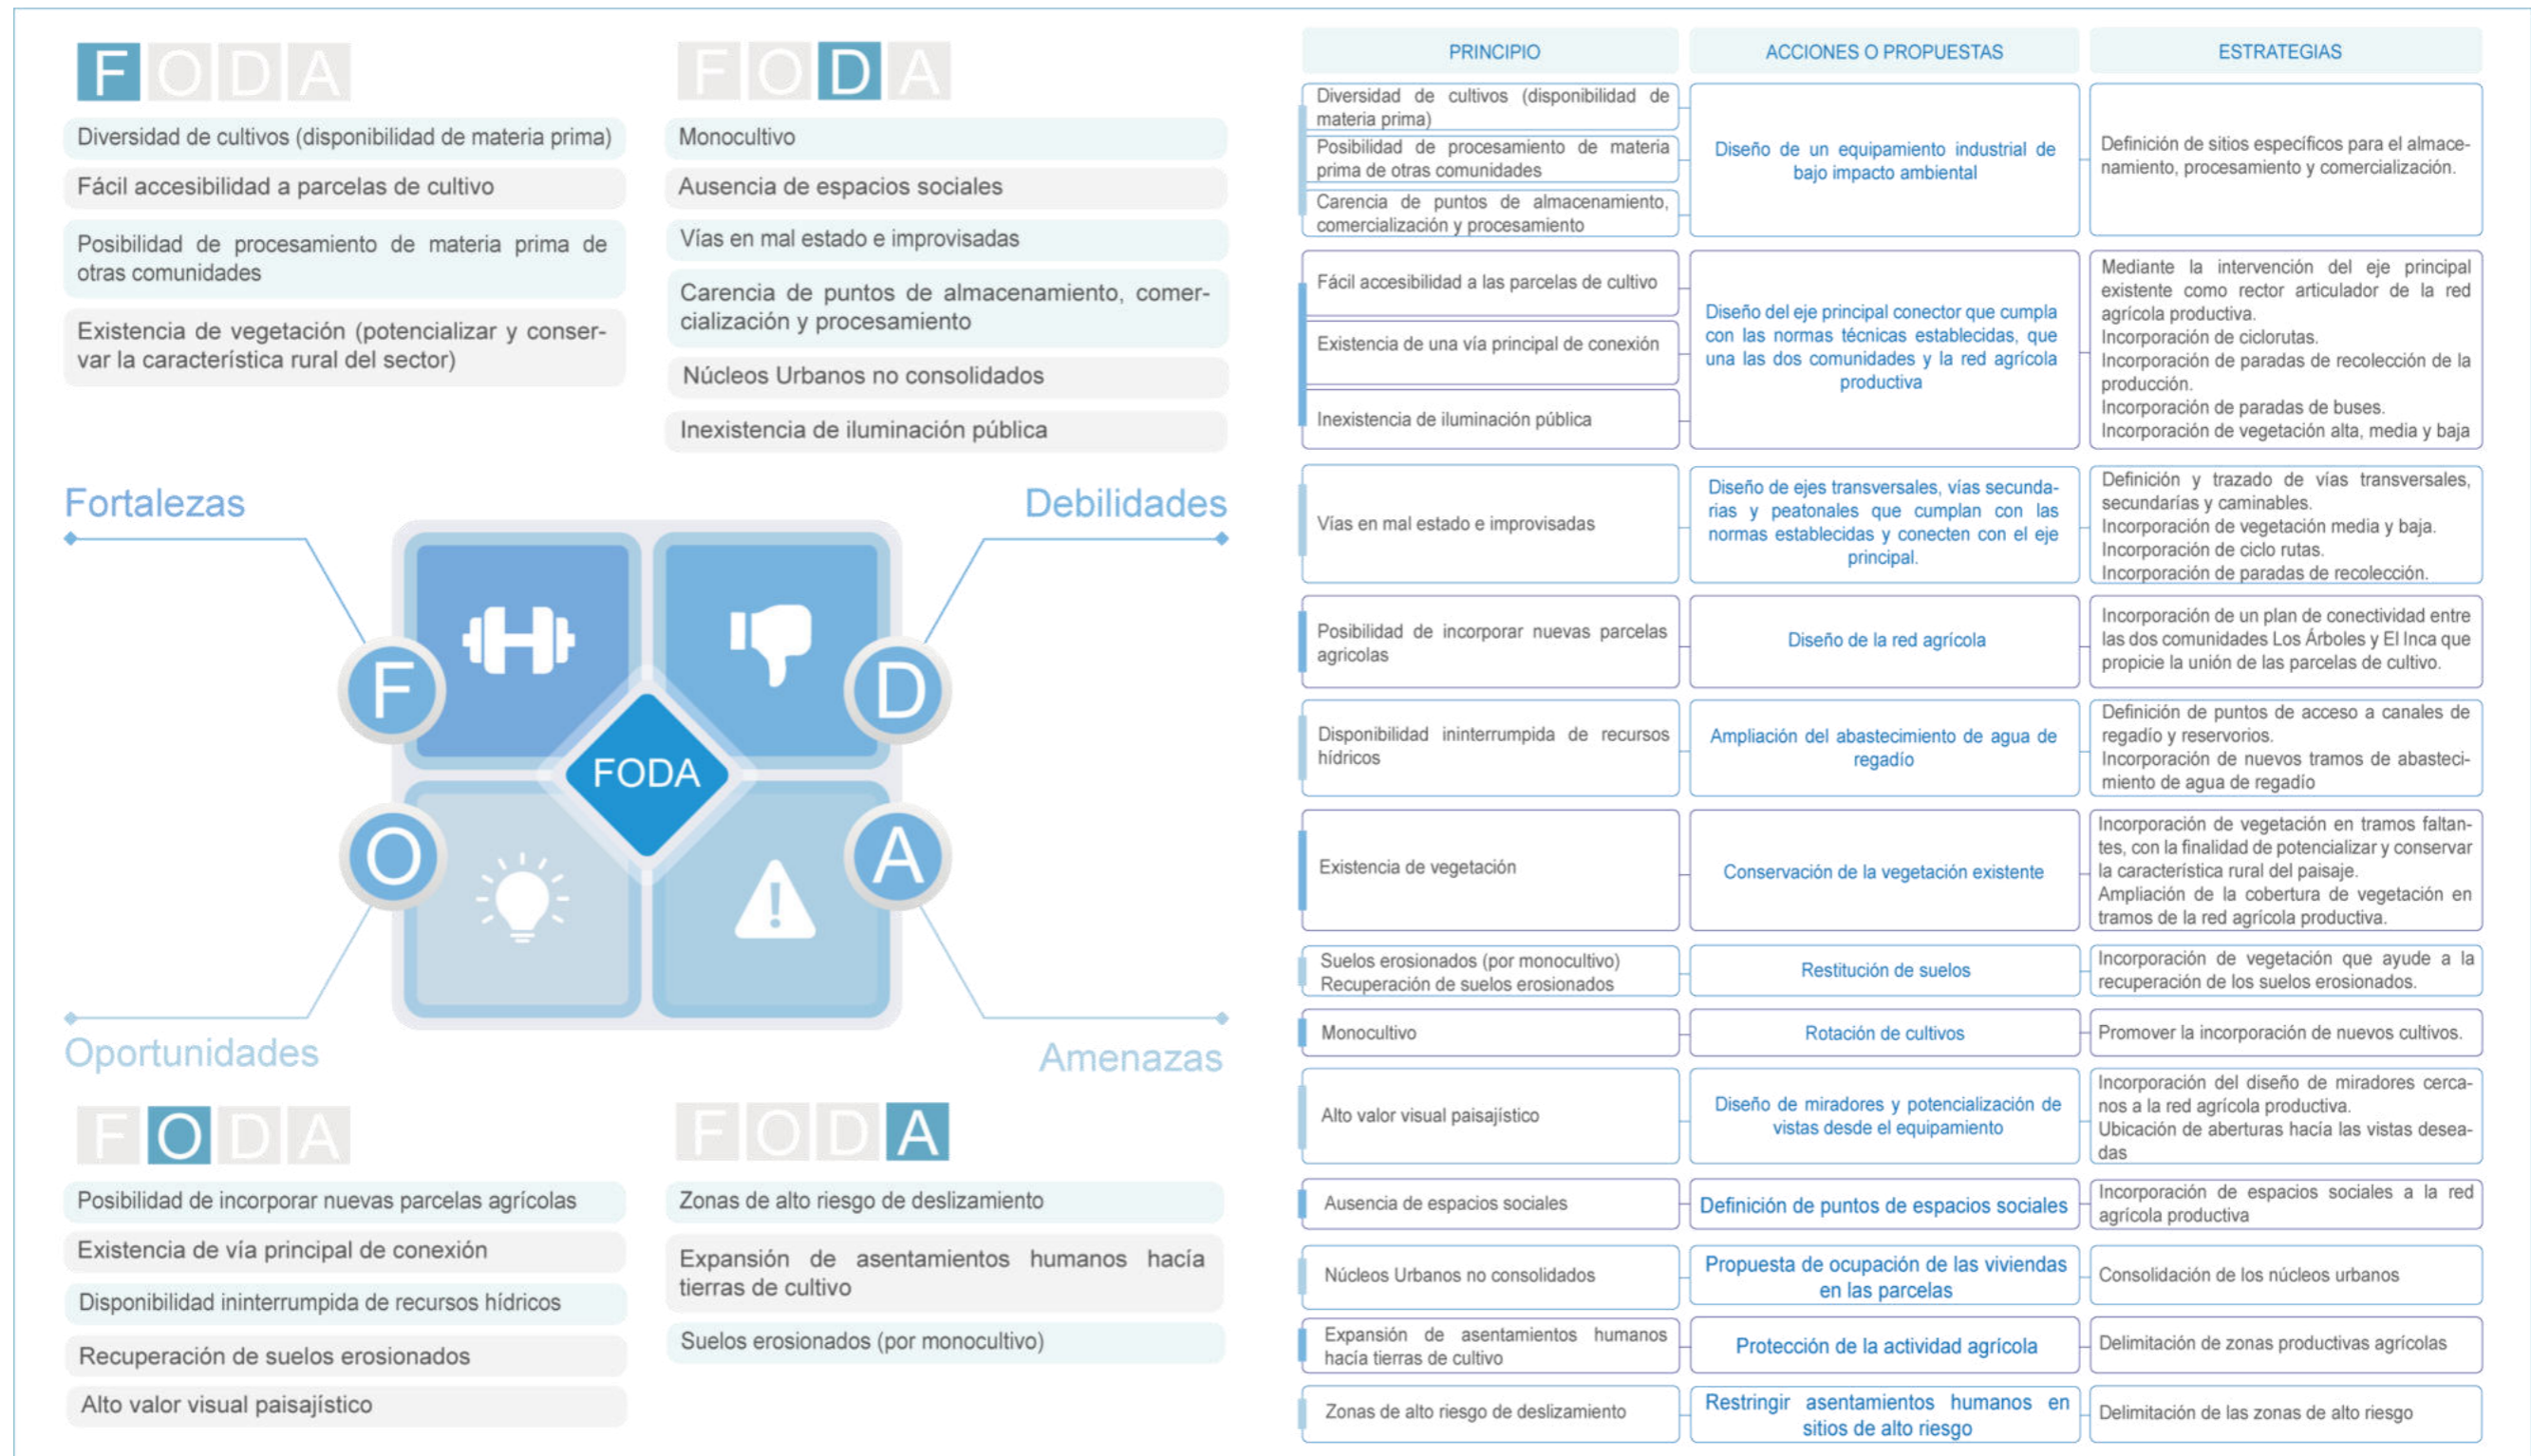 FODA
Diversidad de cultivos (disponibilidad de materia prima)
Fácil accesibilidad a parcelas de cultivo
Posibilidad de procesamiento de materia prima de
otras comunidades
Existencia de vegetación (potencializar y conser-
var la característica rural del sector)
FODA
Monocultivo
Ausencia de espacios sociales
Vías en mal estado e improvisadas
Carencia de puntos de almacenamiento, comer-
cialización y procesamiento
Núcleos Urbanos no consolidados
Inexistencia de iluminación pública
Fortalezas
Debilidades
F
D
FODA
O
A
Oportunidades
Amenazas
FODA
Posibilidad de incorporar nuevas parcelas agrícolas
Existencia de vía principal de conexión
Disponibilidad ininterrumpida de recursos hídricos
Recuperación de suelos erosionados
Alto valor visual paisajístico
FODA
Zonas de alto riesgo de deslizamiento
Expansión de asentamientos humanos hacía
tierras de cultivo
Suelos erosionados (por monocultivo)
PRINCIPIO
ACCIONES O PROPUESTAS
ESTRATEGIAS
Diversidad de cultivos (disponibilidad de
materia prima)
Posibilidad de procesamiento de materia
prima de otras comunidades
Carencia de puntos de almacenamiento,
comercialización y procesamiento
Diseño de un equipamiento industrial de
bajo impacto ambiental
Definición de sitios específicos para el almace-
namiento, procesamiento y comercialización.
Fácil accesibilidad a las parcelas de cultivo
Existencia de una vía principal de conexión
Inexistencia de iluminación pública
Diseño del eje principal conector que cumpla
con las normas técnicas establecidas, que
una las dos comunidades y la red agrícola
productiva
Mediante la intervención del eje principal
existente como rector articulador de la red
agrícola productiva.
Incorporación de ciclorutas.
Incorporación de paradas de recolección de la
producción.
Incorporación de paradas de buses.
Incorporación de vegetación alta, media y baja
Vías en mal estado e improvisadas
Diseño de ejes transversales, vías secunda-
rias y peatonales que cumplan con las
normas establecidas y conecten con el eje
principal.
Definición y trazado de vías transversales,
secundarías y caminables.
Incorporación de vegetación media y baja.
Incorporación de ciclo rutas.
Incorporación de paradas de recolección.
Posibilidad de incorporar nuevas parcelas
agricolas
Diseño de la red agrícola
Incorporación de un plan de conectividad entre
las dos comunidades Los Árboles y El Inca que
propicie la unión de las parcelas de cultivo.
Disponibilidad ininterrumpida de recursos
hídricos
Ampliación del abastecimiento de agua de
regadío
Definición de puntos de acceso a canales de
regadío y reservorios.
Incorporación de nuevos tramos de abasteci-
miento de agua de regadío
Existencia de vegetación
Conservación de la vegetación existente
Incorporación de vegetación en tramos faltan-
tes, con la finalidad de potencializar y conservar
la característica rural del paisaje.
Ampliación de la cobertura de vegetación en
tramos de la red agrícola productiva.
Suelos erosionados (por monocultivo)
Recuperación de suelos erosionados
Restitución de suelos
Incorporación de vegetación que ayude a la
recuperación de los suelos erosionados.
Monocultivo
Rotación de cultivos
Promover la incorporación de nuevos cultivos.
Alto valor visual paisajístico
Diseño de miradores y potencialización de
vistas desde el equipamiento
Incorporación del diseño de miradores cerca-
nos a la red agrícola productiva.
Ubicación de aberturas hacía las vistas desea-
das
Ausencia de espacios sociales
Definición de puntos de espacios sociales
Incorporación de espacios sociales a la red
agrícola productiva
Núcleos Urbanos no consolidados
Propuesta de ocupación de las viviendas
en las parcelas
Consolidación de los núcleos urbanos
Expansión de asentamientos humanos
hacía tierras de cultivo
Protección de la actividad agrícola
Delimitación de zonas productivas agrícolas
Zonas de alto riesgo de deslizamiento
Restringir asentamientos humanos en
sitios de alto riesgo
Delimitación de las zonas de alto riesgo